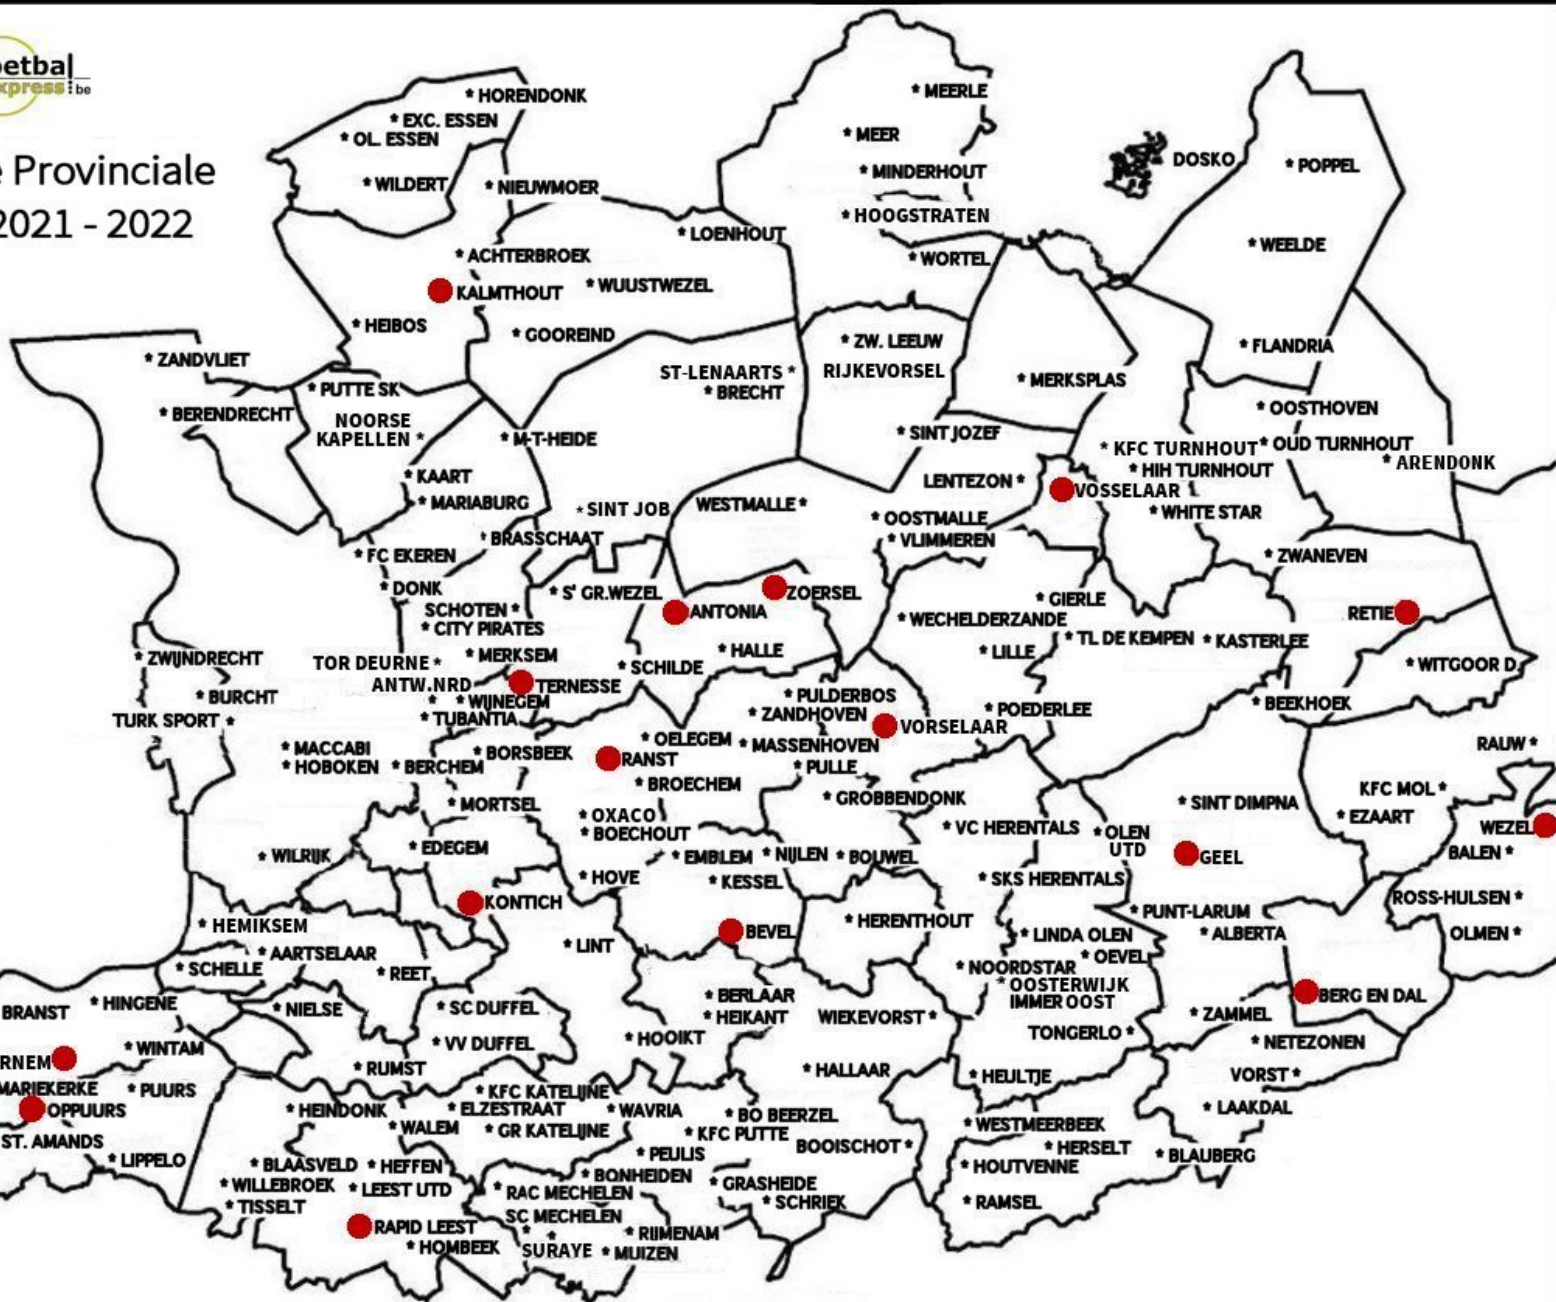 MEERLE
HORENDONK
EXC. ESSEN
MEER
OL. ESSEN
DOSKO
POPPEL
Provinciale
MINDERHOUT
WILDERT
NIEUWMOER
2021 - 2022
HOOGSTRATEN
LOENHOUT
WEELDE
ACHTERBROEK
WORTEL
WUUSTWEZEL
KALMTHOUT
HEIBOS
GOOREIND
ZW. LEEUW
FLANDRIA
ZANDVLIET
ST-LENAARTS
RIJKEVORSEL
MERKSPLAS
PUTTE SK
BRECHT
BERENDRECHT
OOSTHOVEN
NOORSE
KAPELLEN
M-T-HEIDE
SINT JOZEF
KFC TURNHOUT
OUD TURNHOUT
ARENDONK
KAART
HIH TURNHOUT
LENTEZON
VOSSELAAR
MARIABURG
WESTMALLE
SINT JOB
WHITE STAR
OOSTMALLE
BRASSCHAAT
VLIMMEREN
FC EKEREN
ZWANEVEN
DONK
S' GR.WEZEL
ZOERSEL
GIERLE
SCHOTEN
ANTONIA
RETIE
CITY PIRATES
WECHELDERZANDE
TL DE KEMPEN
KASTERLEE
MERKSEM
HALLE
LILLE
ZWIJNDRECHT
TOR DEURNE
SCHILDE
WITGOOR D.
ANTW.NRD
TERNESSE
BURCHT
WIJNEGEM
PULDERBOS
BEEKHOEK
TURK SPORT
TUBANTIA
ZANDHOVEN
POEDERLEE
VORSELAAR
MACCABI
BORSBEEK
OELEGEM
MASSENHOVEN
RAUW
HOBOKEN
BERCHEM
RANST
PULLE
BROECHEM
KFC MOL
MORTSEL
GROBBENDONK
SINT DIMPNA
OXACO
EZAART
BOECHOUT
VC HERENTALS
OLEN
UTD
WEZEL
WILRIJK
EDEGEM
EMBLEM
NIJLEN
BOUWEL
GEEL
BALEN
HOVE
KESSEL
SKS HERENTALS
ROSS-HULSEN
KONTICH
PUNT-LARUM
HEMIKSEM
BEVEL
HERENTHOUT
LINDA OLEN
ALBERTA
OLMEN
LINT
AARTSELAAR
OEVEL
SCHELLE
REET
NOORDSTAR
OOSTERWIJK
IMMER OOST
BERLAAR
BERG EN DAL
BRANST
HINGENE
NIELSE
SC DUFFEL
HEIKANT
WIEKEVORST
ZAMMEL
TONGERLO
HOOIKT
NETEZONEN
WINTAM
VV DUFFEL
RNEM
RUMST
HALLAAR
HEULTJE
VORST
MARIEKERKE
PUURS
KFC KATELIJNE
OPPUURS
HEINDONK
ELZESTRAAT
WAVRIA
BO BEERZEL
LAAKDAL
WALEM
GR KATELIJNE
KFC PUTTE
WESTMEERBEEK
ST. AMANDS
BOOISCHOT
HERSELT
LIPPELO
PEULIS
BLAUBERG
BLAASVELD
HEFFEN
HOUTVENNE
WILLEBROEK
LEEST UTD
BONHEIDEN
GRASHEIDE
RAC MECHELEN
SCHRIEK
RAMSEL
TISSELT
SC MECHELEN
RAPID LEEST
RIJMENAM
HOMBEEK
SURAYE
MUIZEN